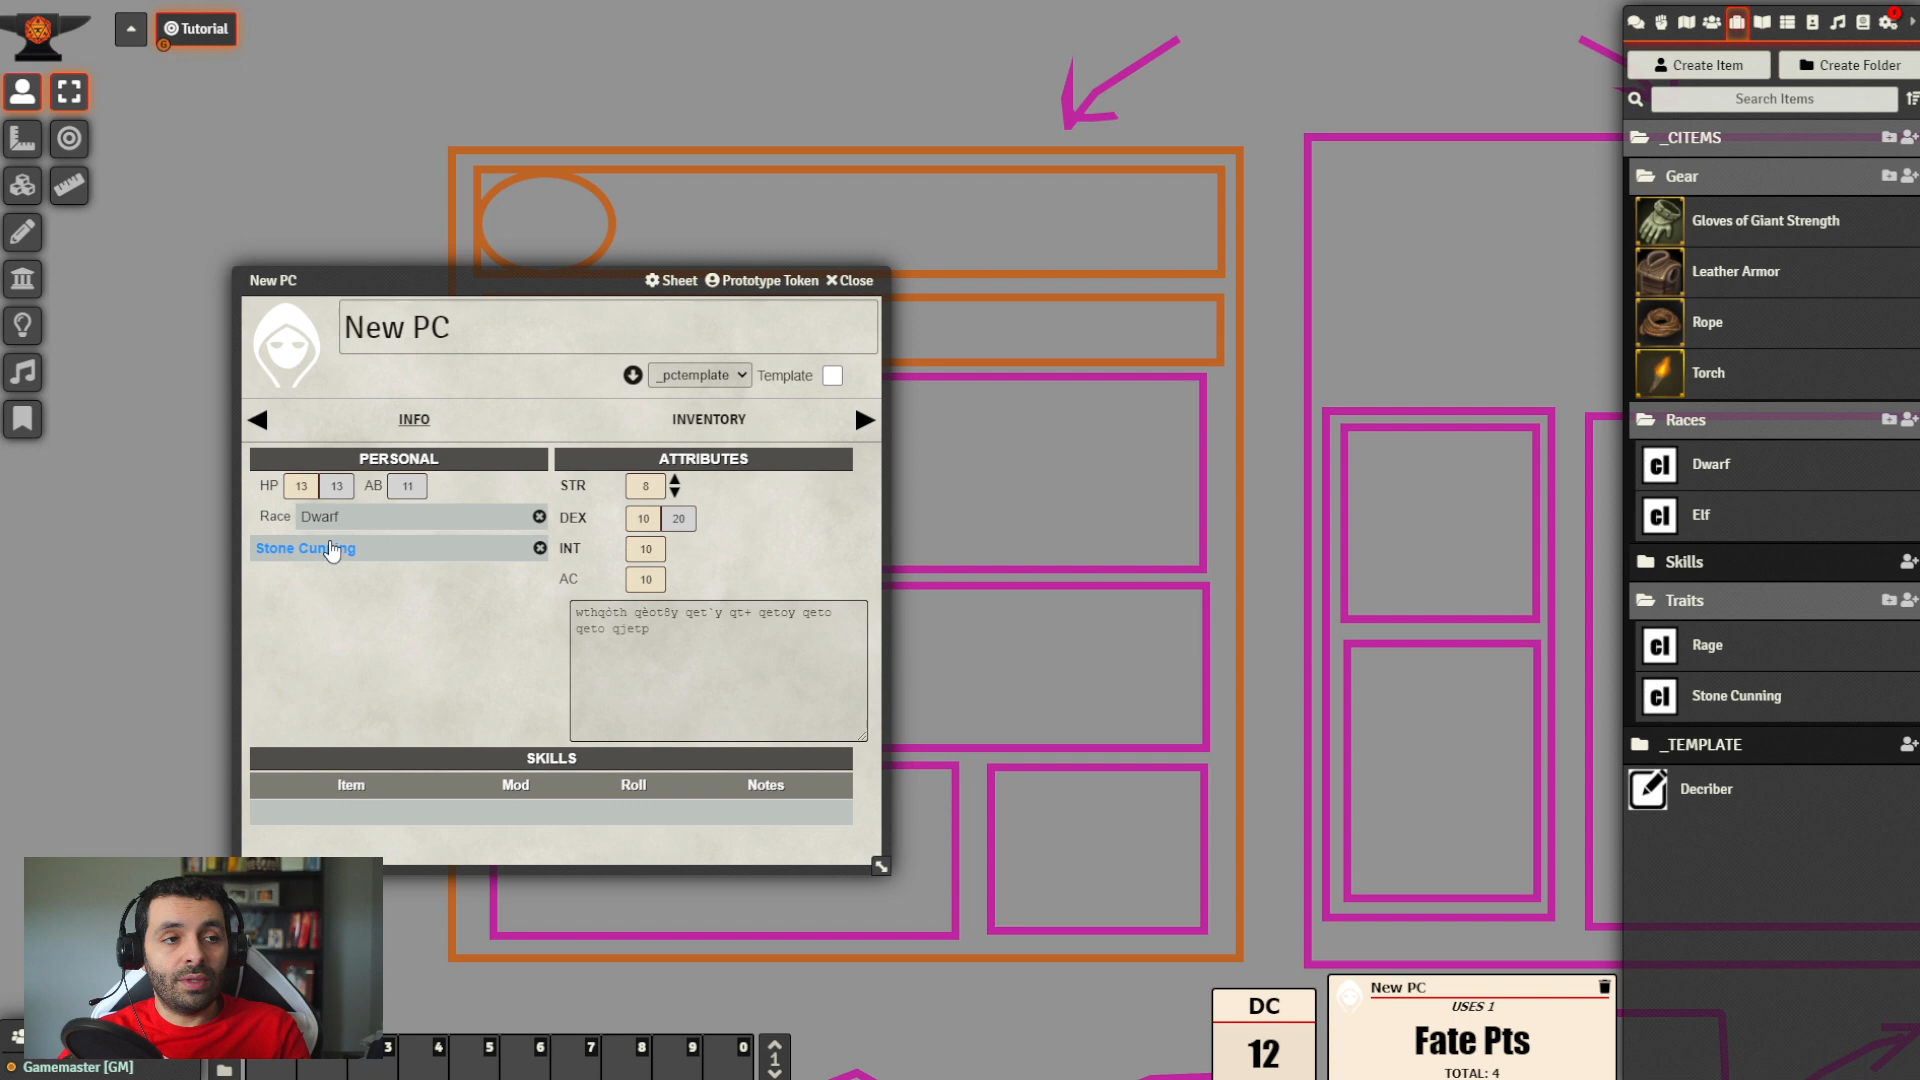 Tutorial
G
Create Item
Create Folder
Search Items
_CITEMS
Gear
Gloves of Giant Strength
Leather Armor
Rope
Torch
Races
cl
Dwarf
cl
Elf
Skills
Traits
cl
Rage
cl
Stone Cunning
_TEMPLATE
Decriber
New PC
Sheet
Prototype Token
Close
New PC
_pctemplate
Template
INFO
INVENTORY
PERSONAL
HP 13 13 AB 11
Race Dwarf
Stone Cunning
ATTRIBUTES
STR 8
DEX 10 20
INT 10
AC 10
wthqòth qèot8y qet`y qt+ qetoy qeto
qeto qjetp
SKILLS
Item Mod Roll Notes
DC
12
New PC
USES 1
Fate Pts
TOTAL: 4
3 4 5 6 7 8 9 0
1
Gamemaster [GM]